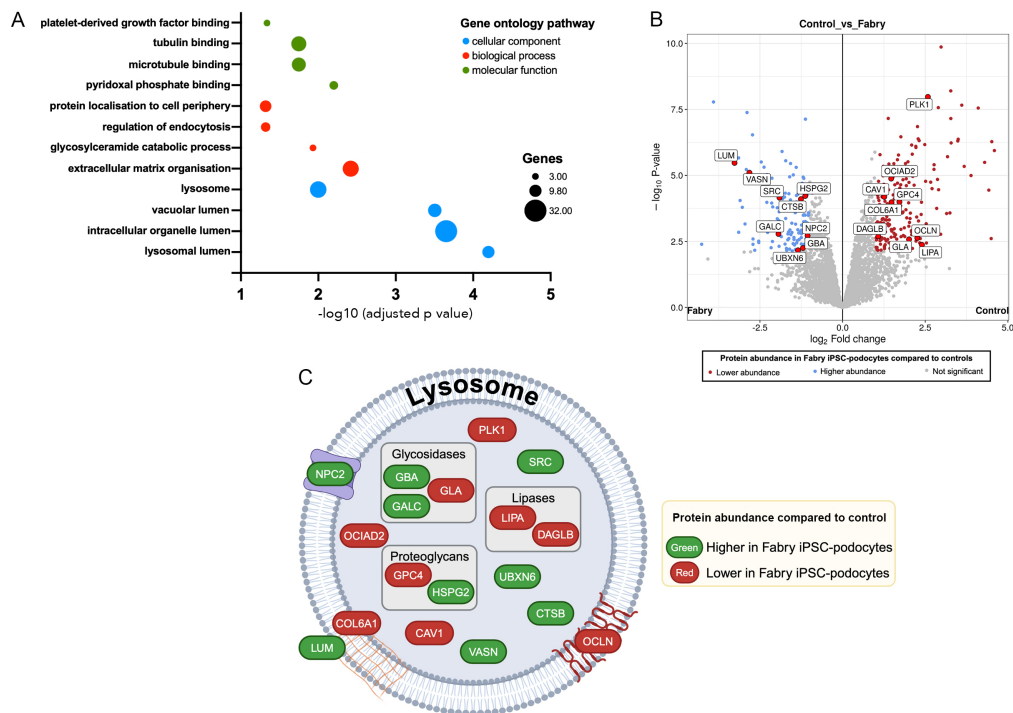 A
platelet-derived growth factor binding
tubulin binding
microtubule binding
pyridoxal phosphate binding
protein localisation to cell periphery
regulation of endocytosis
glycosylceramide catabolic process
extracellular matrix organisation
lysosome
vacuolar lumen
intracellular organelle lumen
lysosomal lumen
1
2
3
4
5
-log10 (adjusted p value)
Gene ontology pathway
cellular component
biological process
molecular function
Genes
3.00
9.80
32.00
B
Control_vs_Fabry
10.0
7.5
5.0
2.5
0.0
− log10 P-value
PLK1
LUM
VASN
OCIAD2
SRC
HSPG2
CAV1
GPC4
CTSB
COL6A1
GALC
NPC2
DAGLB
OCLN
GBA
GLA
LIPA
UBXN6
Fabry
Control
-2.5
0.0
2.5
5.0
log2 Fold change
Protein abundance in Fabry iPSC-podocytes compared to controls
Lower abundance
Higher abundance
Not significant
C
Lysosome
PLK1
Glycosidases
SRC
NPC2
GBA
GLA
GALC
Lipases
LIPA
DAGLB
OCIAD2
Proteoglycans
GPC4
HSPG2
UBXN6
CTSB
COL6A1
CAV1
OCLN
LUM
VASN
Protein abundance compared to control
Green Higher in Fabry iPSC-podocytes
Red Lower in Fabry iPSC-podocytes